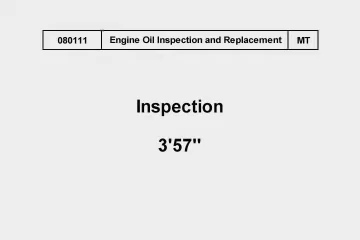 080111 Engine Oil Inspection and Replacement MT
Inspection
3'57"